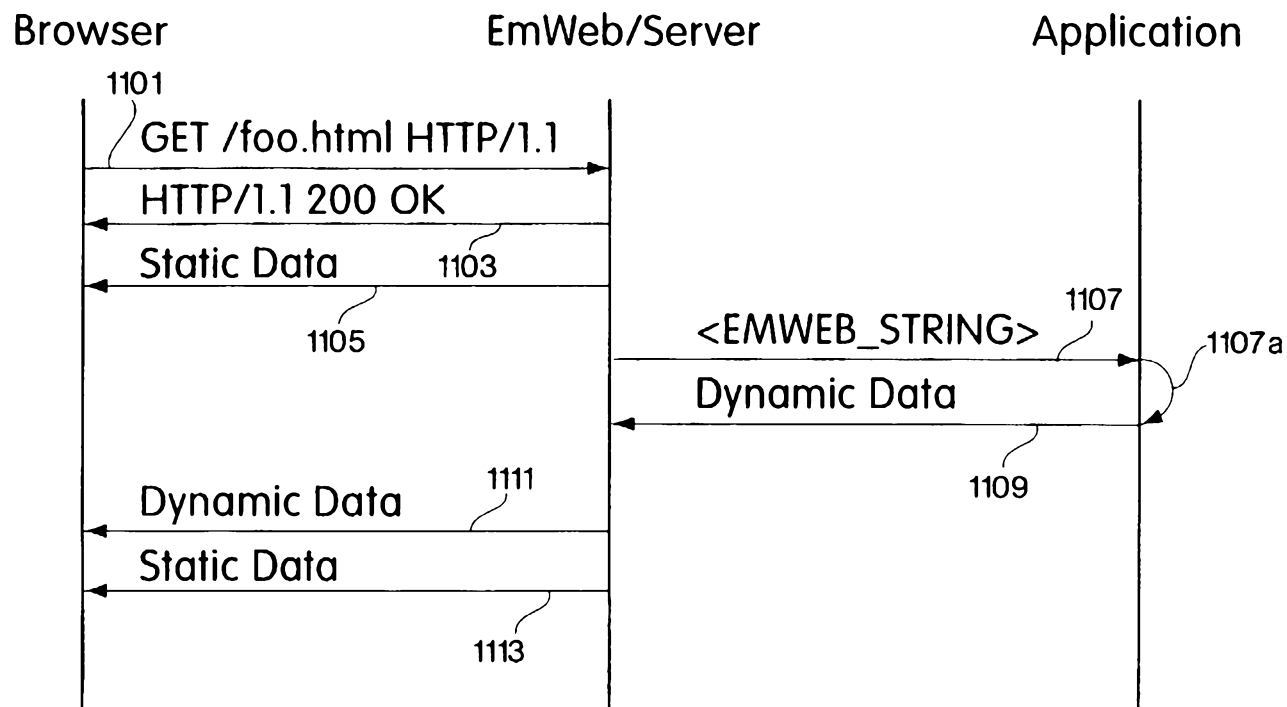 Browser EmWeb/Server Application
1101
GET /foo.html HTTP/1.1
HTTP/1.1 200 OK
1103
Static Data
1105
<EMWEB_STRING>
1107
1107a
Dynamic Data
1109
1111
Dynamic Data
Static Data
1113